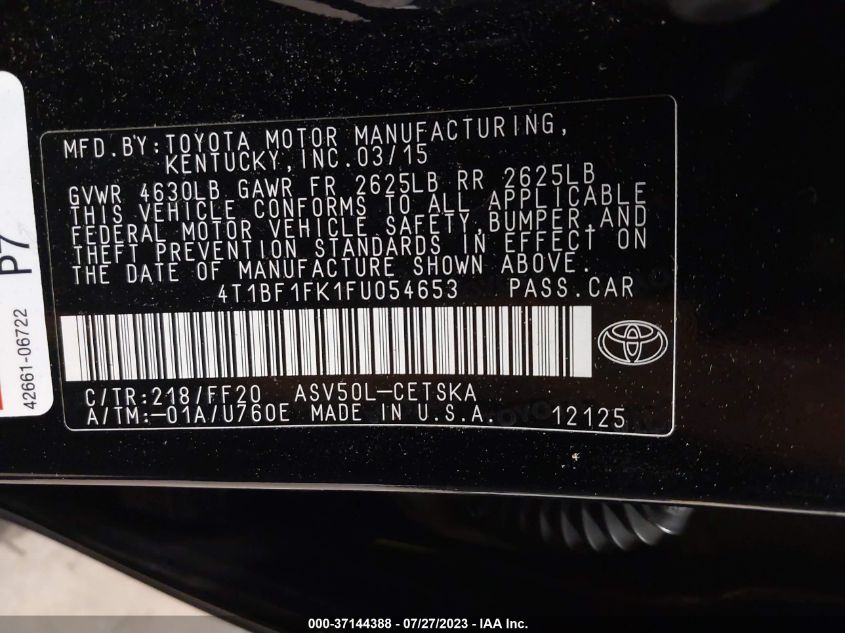 MFD.BY:TOYOTA MOTOR MANUFACTURING,
KENTUCKY,INC.03/15
GVWR 4630LB GAWR FR 2625LB RR 2625LB
THIS VEHICLE CONFORMS TO ALL APPLICABLE
FEDERAL MOTOR VEHICLE SAFETY,BUMPER,AND
THEFT PREVENTION STANDARDS IN EFFECT ON
THE DATE OF MANUFACTURE SHOWN ABOVE.
4T1BF1FK1FU054653 PASS.CAR
C/TR:218/FF20 ASV50L-CETSKA
A/TM:-01A/U760E MADE IN U.S.A. 12125
P7
42661-06722
000-37144388 - 07/27/2023 - IAA Inc.